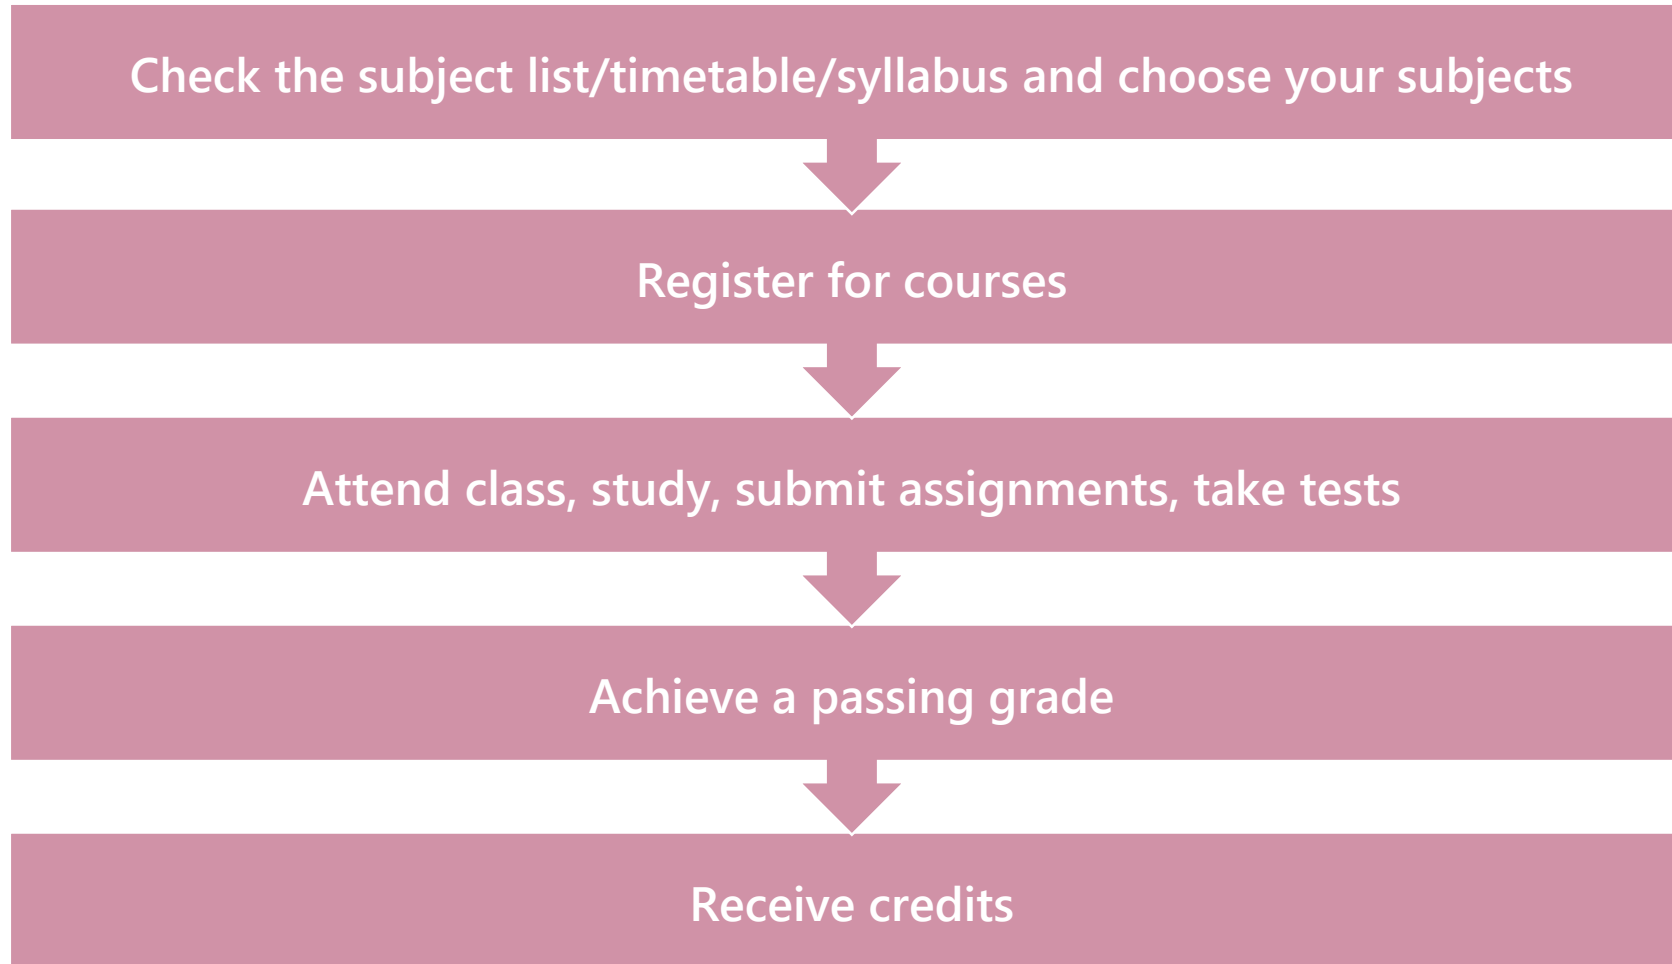 Check the subject list/timetable/syllabus and choose your subjects
Register for courses
Attend class, study, submit assignments, take tests
Achieve a passing grade
Receive credits